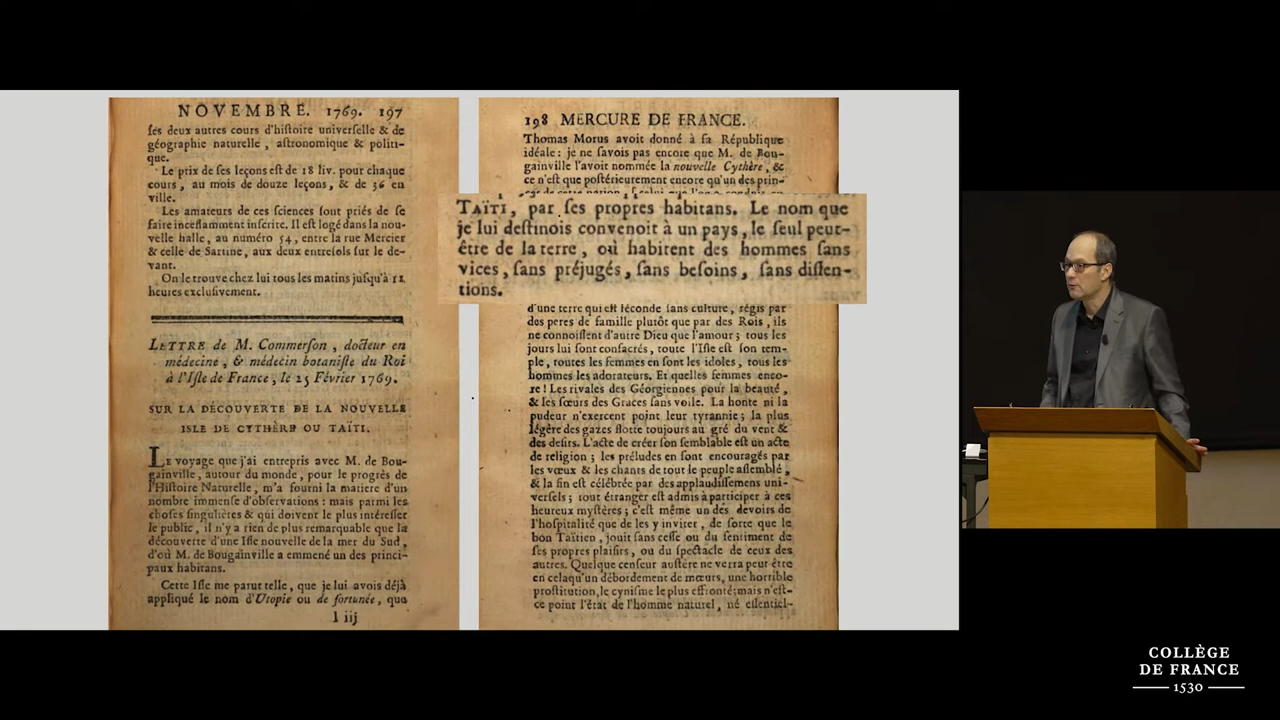 NOVEMBRE. 1769. 197
ſes deux autres cours d'hiſtoire univerſelle & de
géographie naturelle, aſtronomique & politi-
que.
Le prix de ſes leçons eſt de 18 liv. pour chaque
cours, au mois de douze leçons, & de 36 en
ville.
Les amateurs de ces ſciences ſont priés de ſe
faire inceſſamment inſcrire. Il eſt logé dans la nou-
velle halle, au numéro 54, entre la rue Mercier
& celle de Sartine, aux deux entreſols ſur le de-
vant.
On le trouve chez lui tous les matins juſqu'à 11
heures excluſivement.
LETTRE de M. Commerſon, docteur en
médecine, & médecin botaniſte du Roi
à l'Iſle de France, le 25 Février 1769.
SUR LA DÉCOUVERTE DE LA NOUVELLE
ISLE DE CYTHÈRE OU TAÏTI.
LE voyage que j'ai entrepris avec M. de Bou-
gainville, autour du monde, pour le progrès de
l'Hiſtoire Naturelle, m'a fourni la matiere d'un
nombre immenſe d'obſervations: mais parmi les
choſes ſingulières & qui doivent le plus intéreſſer
le public, il n'y a rien de plus remarquable que la
découverte d'une Iſle nouvelle de la mer du Sud,
d'où M. de Bougainville a emmené un des princi-
paux habitans.
Cette Iſle me parut telle, que je lui avois déjà
appliqué le nom d'Utopie ou de fortunée, que
I iij
198 MERCURE DE FRANCE.
Thomas Morus avoit donné à ſa République
idéale: je ne ſavois pas encore que M. de Bou-
gainville l'avoit nommée la nouvelle Cythère, &
ce n'eſt que poſtérieurement encore qu'un des prin-
TAÏTI, par ſes propres habitans. Le nom que
je lui deſtinois convenoit à un pays, le ſeul peut-
être de la terre, où habitent des hommes ſans
vices, ſans préjugés, ſans beſoins, ſans diſſen-
tions.
d'une terre qui eſt féconde ſans culture, régis par
des peres de famille plutôt que par des Rois, ils
ne connoiſſent d'autre Dieu que l'amour; tous les
jours lui ſont conſacrés, toute l'Iſle eſt ſon tem-
ple, toutes les femmes en ſont les idoles, tous les
hommes les adorateurs. Et quelles femmes enco-
re! Les rivales des Géorgiennes pour la beauté,
& les ſœurs des Graces ſans voile. La honte ni la
pudeur n'exercent point leur tyrannie; la plus
légère des gazes flotte toujours au gré du vent &
des deſirs. L'acte de créer ſon ſemblable eſt un acte
de religion; les préludes en ſont encouragés par
les vœux & les chants de tout le peuple aſſemblé,
& la fin eſt célébrée par des applaudiſſemens uni-
verſels; tout étranger eſt admis à participer à ces
heureux myſtères; c'eſt même un des devoirs de
l'hoſpitalité que de les y inviter, de ſorte que le
bon Taïtien, jouit ſans ceſſe ou du ſentiment de
ſes propres plaiſirs, ou du ſpectacle de ceux des
autres. Quelque cenſeur auſtère ne verra peut être
en cela qu'un débordement de mœurs, une horrible
proſtitution, le cyniſme le plus effronté; mais n'eſt-
ce point l'état de l'homme naturel, né eſſentiel-
COLLÈGE
DE FRANCE
1530